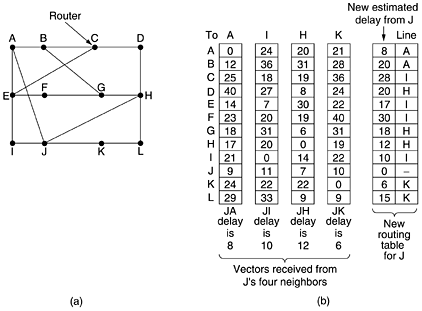 Router
A B C D
E F G H
I J K L
(a)
New estimated
delay from J
To A I H K Line
A 0 24 20 21 8 A
B 12 36 31 28 20 A
C 25 18 19 36 28 I
D 40 27 8 24 20 H
E 14 7 30 22 17 I
F 23 20 19 40 30 I
G 18 31 6 31 18 H
H 17 20 0 19 12 H
I 21 0 14 22 10 I
J 9 11 7 10 0 –
K 24 22 22 0 6 K
L 29 33 9 9 15 K
JA JI JH JK
delay delay delay delay
is is is is
8 10 12 6
New
routing
table
for J
Vectors received from
J's four neighbors
(b)